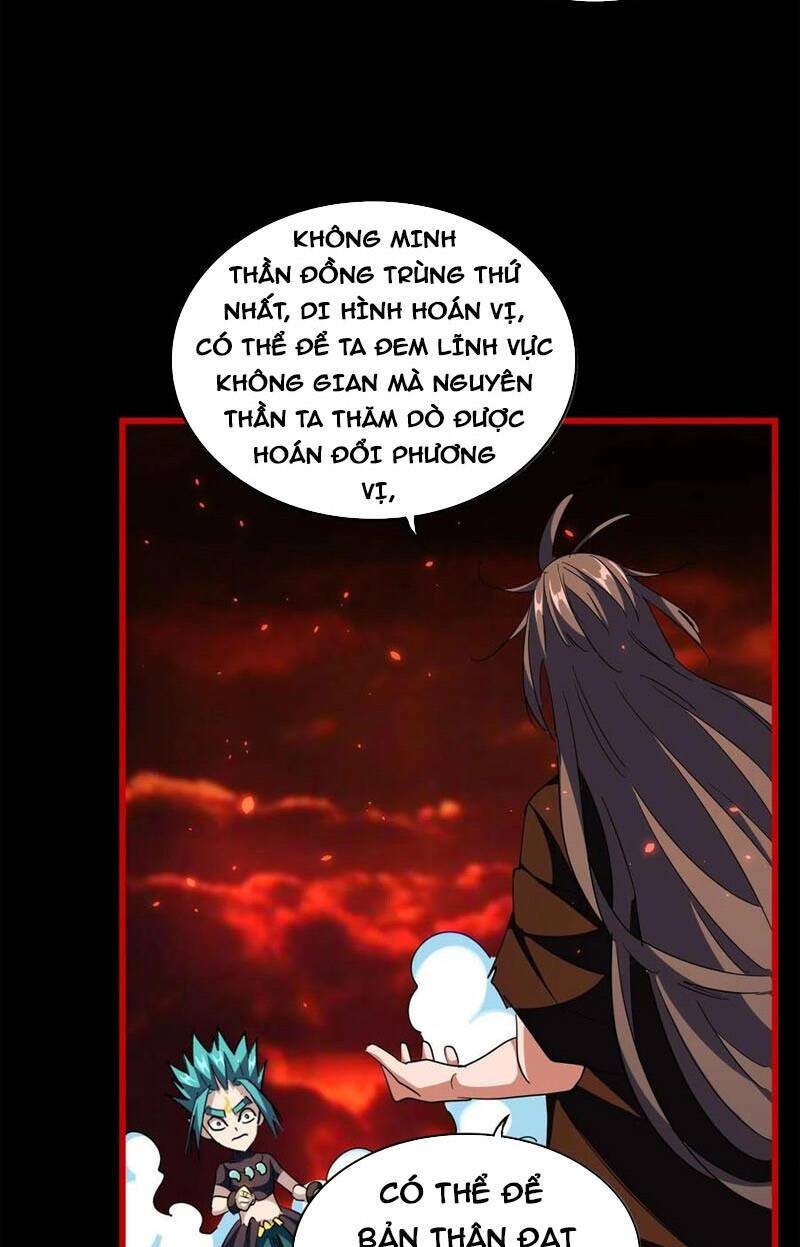 KHÔNG MINH
THẦN ĐỒNG TRÙNG THỨ
NHẤT, DI HÌNH HOÁN VỊ,
CÓ THỂ ĐỂ TA ĐEM LĨNH VỰC
KHÔNG GIAN MÀ NGUYÊN
THẦN TA THĂM DÒ ĐƯỢC
HOÁN ĐỔI PHƯƠNG
VỊ,
CÓ THỂ ĐỂ
BẢN THÂN ĐẠT